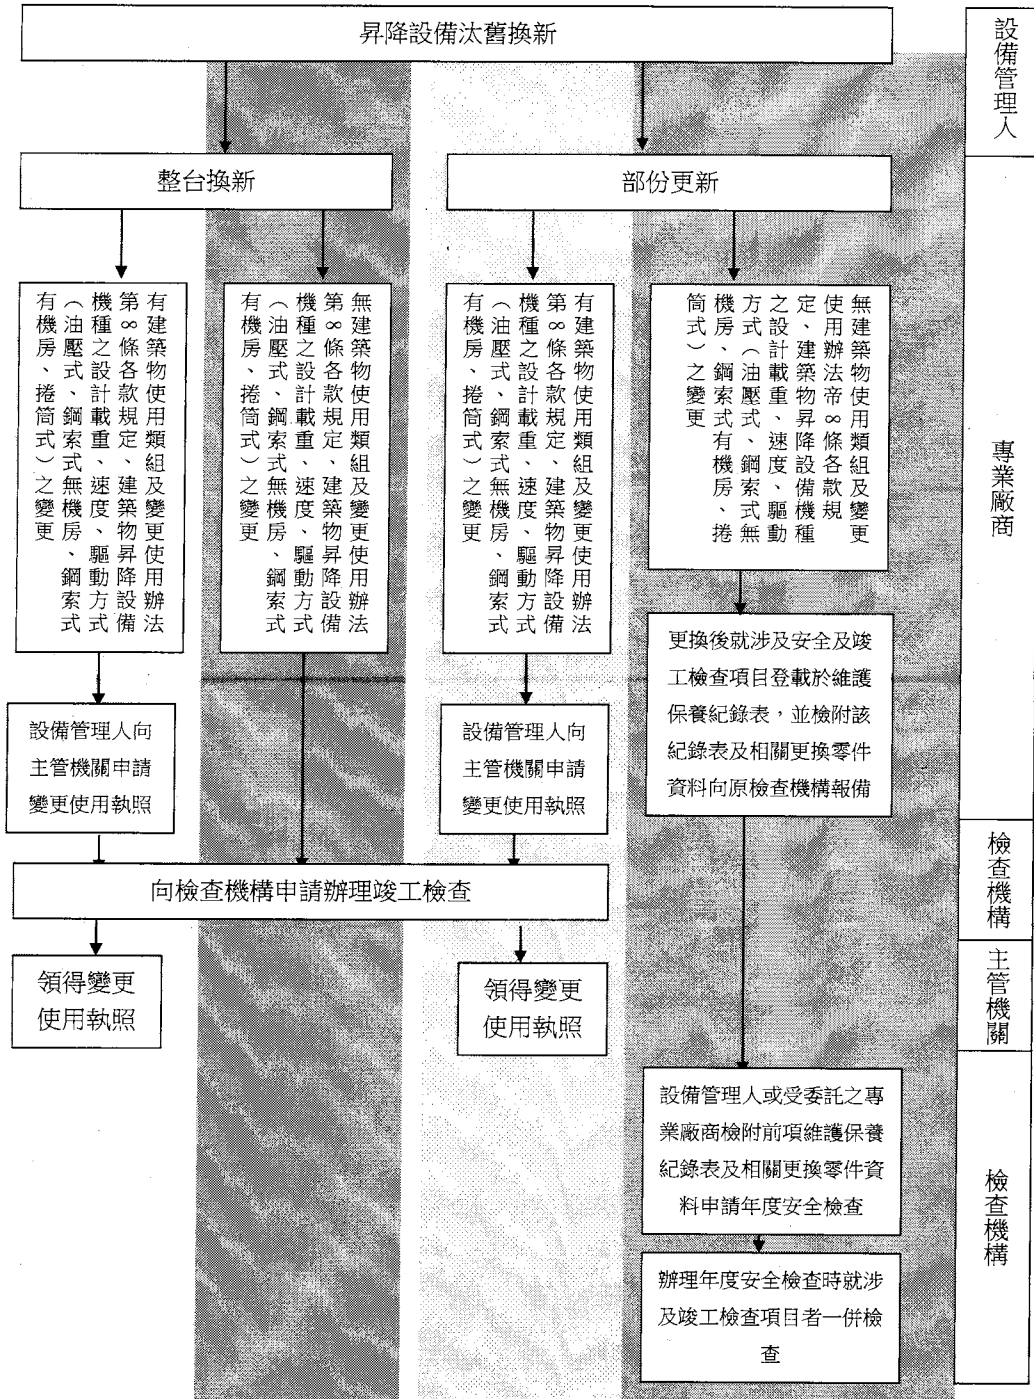 昇降設備汰舊換新
設備管理人
整台換新
部份更新
有建築物使用類組及變更使用辦法
第8條各款規定、建築物昇降設備
機種之設計載重、速度、驅動方式
（油壓式、鋼索式無機房、鋼索式
有機房、捲筒式）之變更
無建築物使用類組及變更使用辦法
第8條各款規定、建築物昇降設備
機種之設計載重、速度、驅動方式
（油壓式、鋼索式無機房、鋼索式
有機房、捲筒式）之變更
有建築物使用類組及變更使用辦法
第8條各款規定、建築物昇降設備
機種之設計載重、速度、驅動方式
（油壓式、鋼索式無機房、鋼索式
有機房、捲筒式）之變更
無建築物使用類組及變更
使用辦法帝8條各款規
定、建築物昇降設備機種
之設計載重、速度、驅動
方式（油壓式、鋼索式無
機房、鋼索式有機房、捲
筒式）之變更
專業廠商
設備管理人向
主管機關申請
變更使用執照
設備管理人向
主管機關申請
變更使用執照
更換後就涉及安全及竣
工檢查項目登載於維護
保養紀錄表，並檢附該
紀錄表及相關更換零件
資料向原檢查機構報備
向檢查機構申請辦理竣工檢查
檢查機構
領得變更
使用執照
領得變更
使用執照
主管機關
設備管理人或受委託之專
業廠商檢附前項維護保養
紀錄表及相關更換零件資
料申請年度安全檢查
檢查機構
辦理年度安全檢查時就涉
及竣工檢查項目者一併檢
查